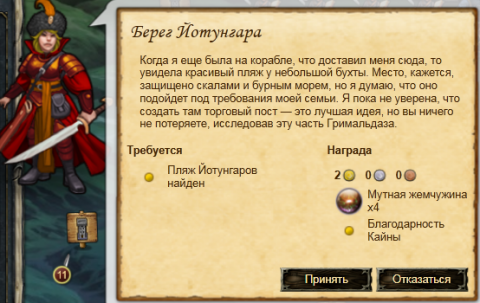 Берег Йотунгара
Когда я еще была на корабле, что доставил меня сюда, то
увидела красивый пляж у небольшой бухты. Место, кажется,
защищено скалами и бурным морем, но я думаю, что оно
подойдет под требования моей семьи. Я пока не уверена, что
создать там торговый пост — это лучшая идея, но вы ничего
не потеряете, исследовав эту часть Гримальдаза.
Требуется
Пляж Йотунгаров
найден
Награда
2 0 0
Мутная жемчужина
x4
Благодарность
Кайны
Принять
Отказаться
11